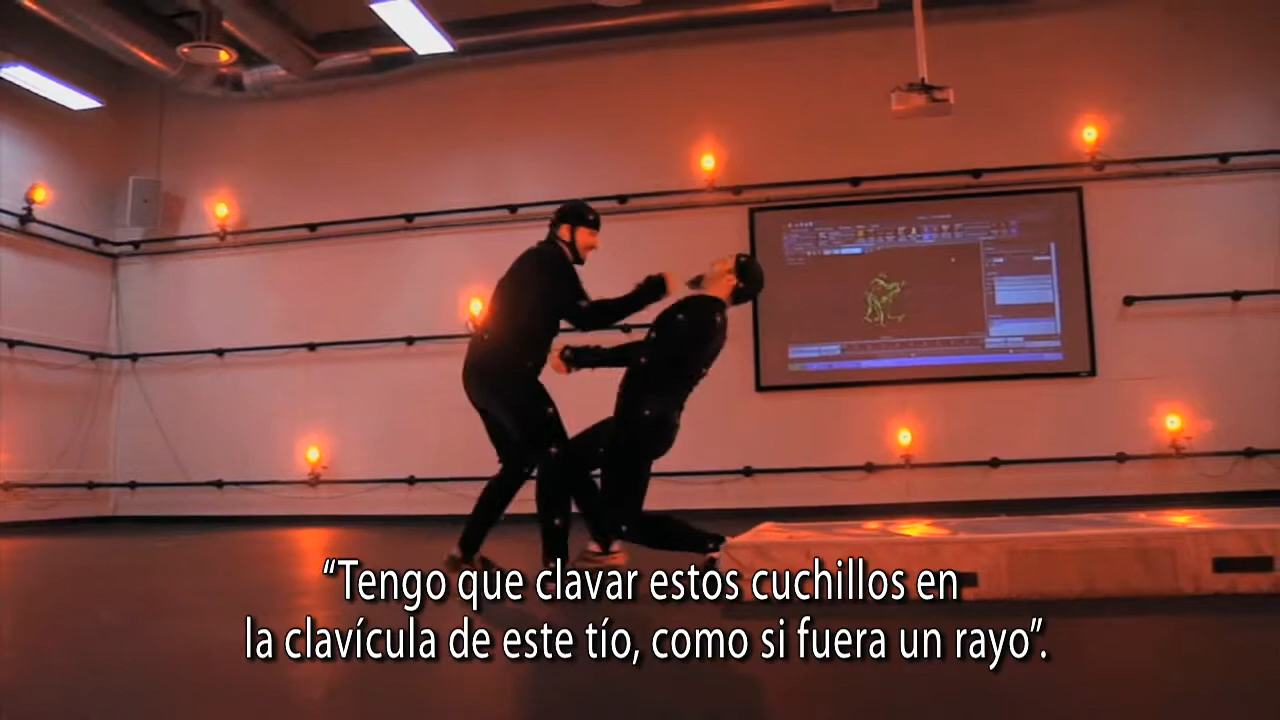 “Tengo que clavar estos cuchillos en
la clavícula de este tío, como si fuera un rayo”.